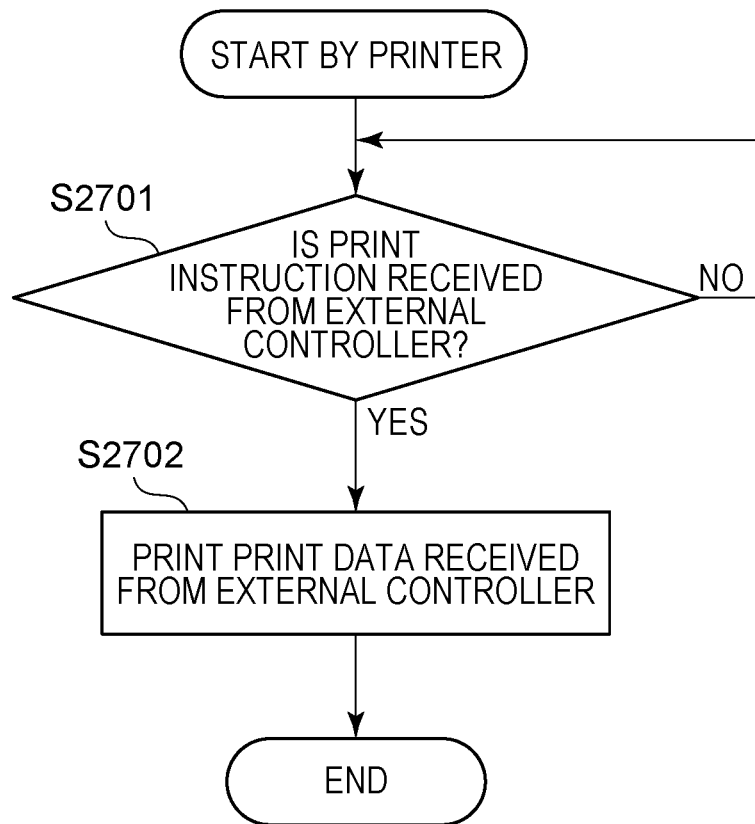 START BY PRINTER
S2701
IS PRINT
INSTRUCTION RECEIVED
FROM EXTERNAL
CONTROLLER?
NO
YES
S2702
PRINT PRINT DATA RECEIVED
FROM EXTERNAL CONTROLLER
END